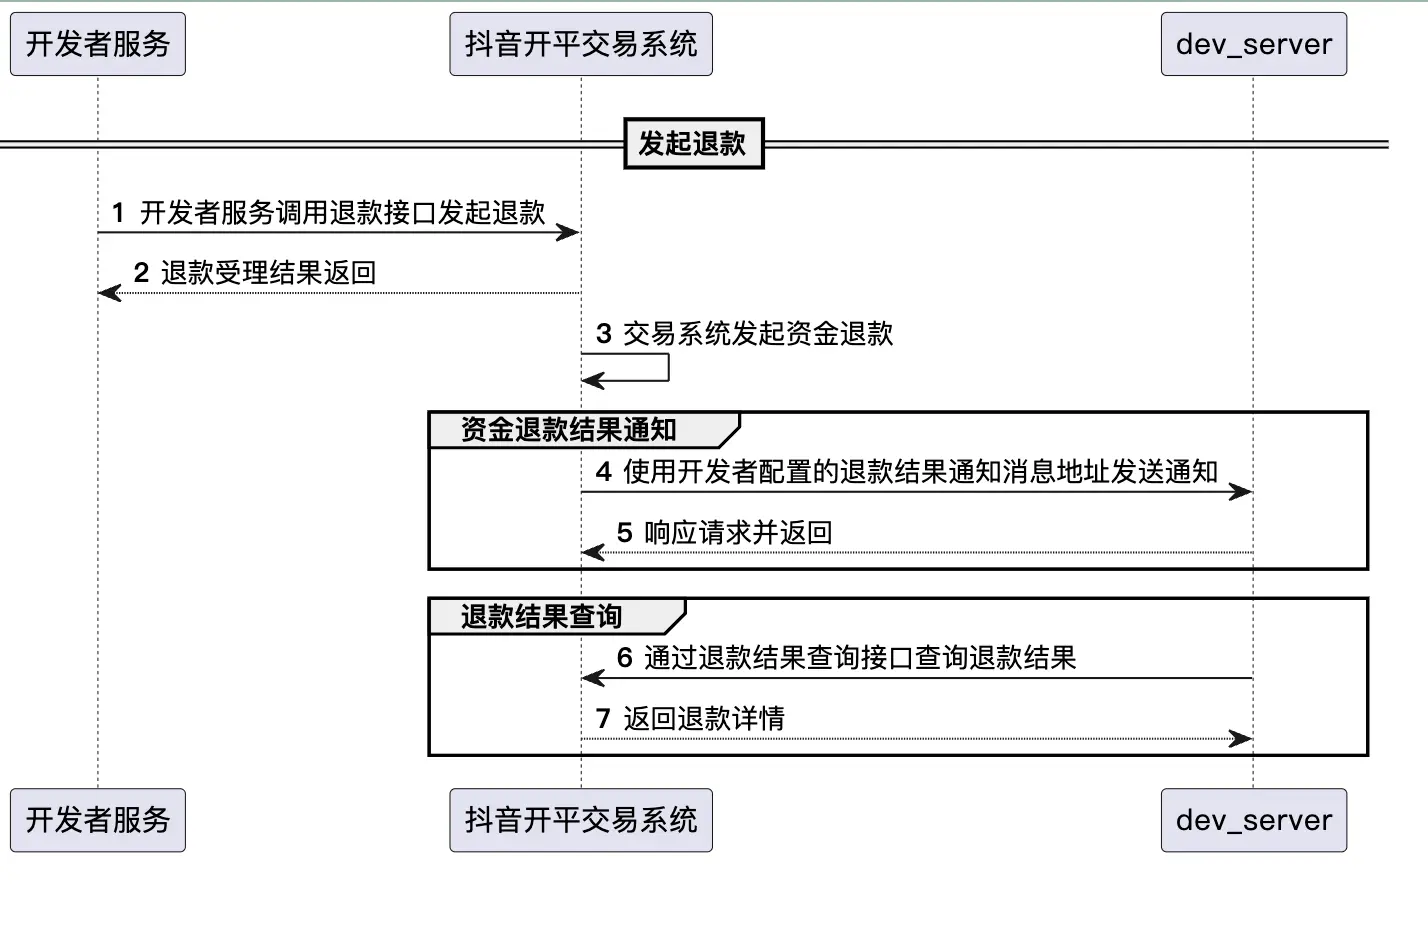 开发者服务
抖音开平交易系统
dev_server
发起退款
1 开发者服务调用退款接口发起退款
2 退款受理结果返回
3 交易系统发起资金退款
资金退款结果通知
4 使用开发者配置的退款结果通知消息地址发送通知
5 响应请求并返回
退款结果查询
6 通过退款结果查询接口查询退款结果
7 返回退款详情
开发者服务
抖音开平交易系统
dev_server